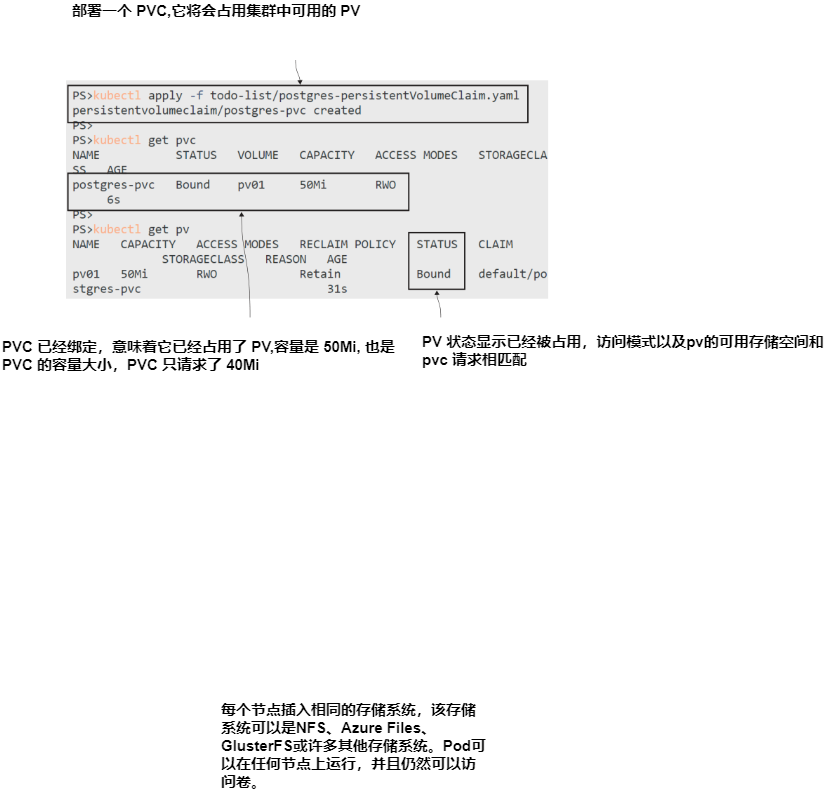 部署一个 PVC,它将会占用集群中可用的 PV
PS>kubectl apply -f todo-list/postgres-persistentVolumeClaim.yaml
persistentvolumeclaim/postgres-pvc created
PS>
PS>kubectl get pvc
NAME STATUS VOLUME CAPACITY ACCESS MODES STORAGECLA
SS AGE
postgres-pvc Bound pv01 50Mi RWO
6s
PS>
PS>kubectl get pv
NAME CAPACITY ACCESS MODES RECLAIM POLICY STATUS CLAIM
STORAGECLASS REASON AGE
pv01 50Mi RWO Retain Bound default/po
stgres-pvc 31s
PVC 已经绑定，意味着它已经占用了 PV,容量是 50Mi, 也是
PVC 的容量大小，PVC 只请求了 40Mi
PV 状态显示已经被占用，访问模式以及pv的可用存储空间和
pvc 请求相匹配
每个节点插入相同的存储系统，该存储
系统可以是NFS、Azure Files、
GlusterFS或许多其他存储系统。Pod可
以在任何节点上运行，并且仍然可以访
问卷。